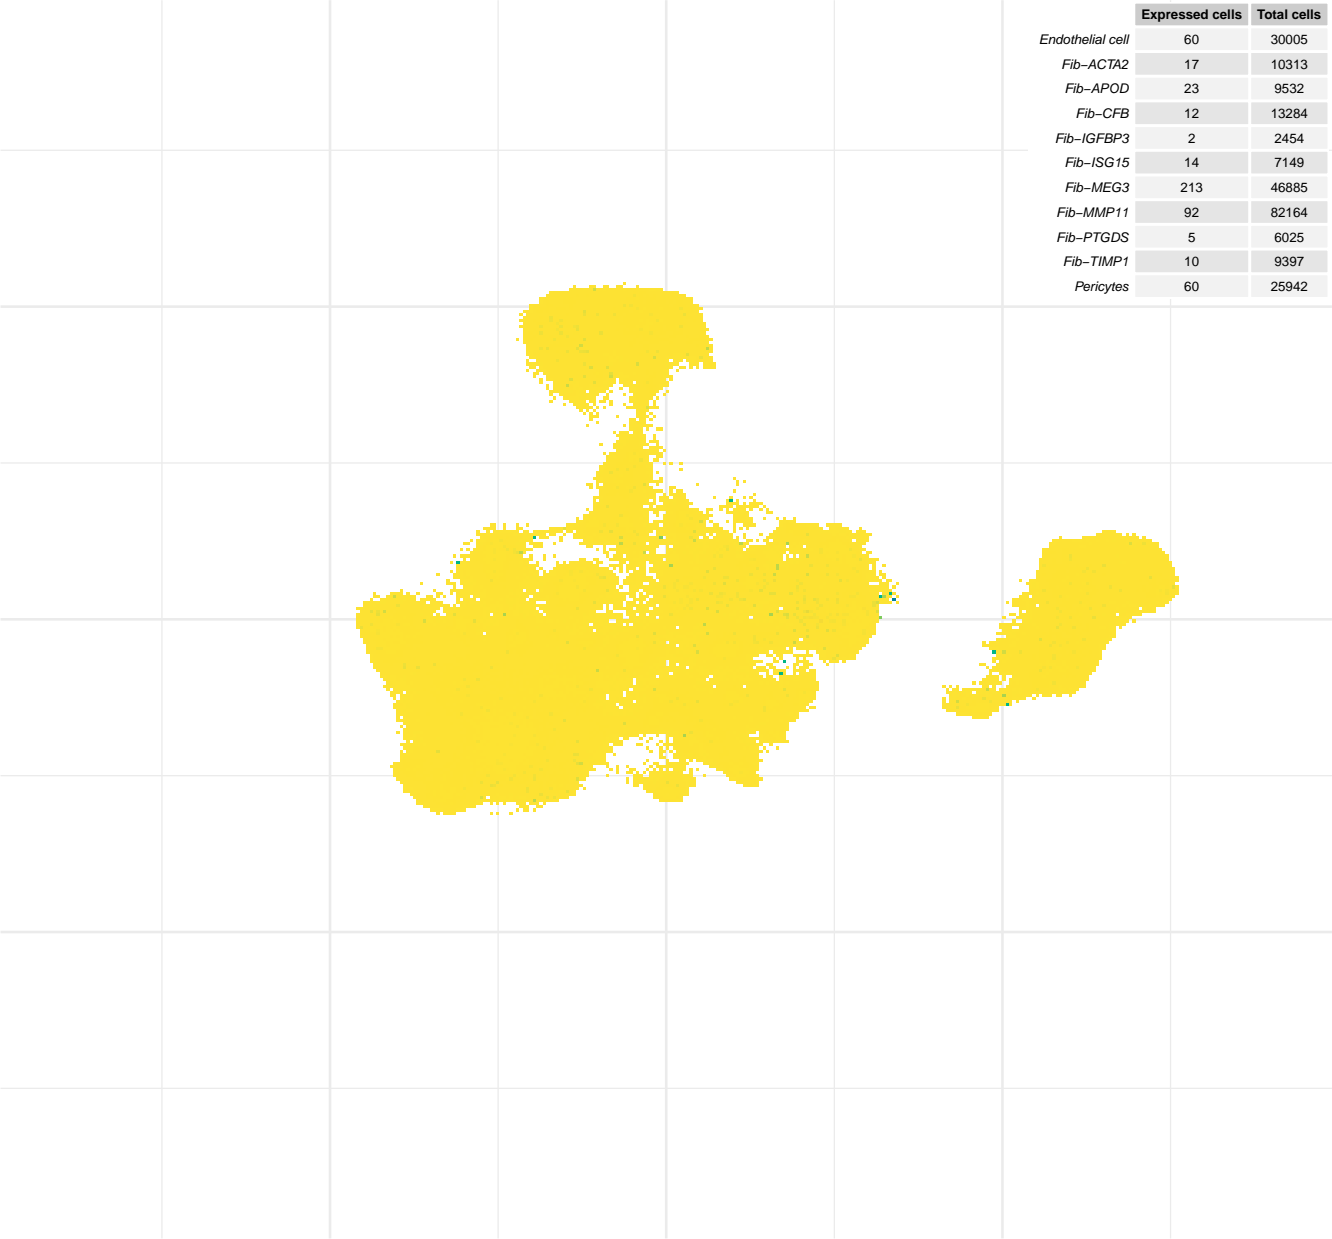 Expressed cells Total cells
Endothelial cell 60 30005
Fib−ACTA2 17 10313
Fib−APOD 23 9532
Fib−CFB 12 13284
Fib−IGFBP3 2 2454
Fib−ISG15 14 7149
Fib−MEG3 213 46885
Fib−MMP11 92 82164
Fib−PTGDS 5 6025
Fib−TIMP1 10 9397
Pericytes 60 25942